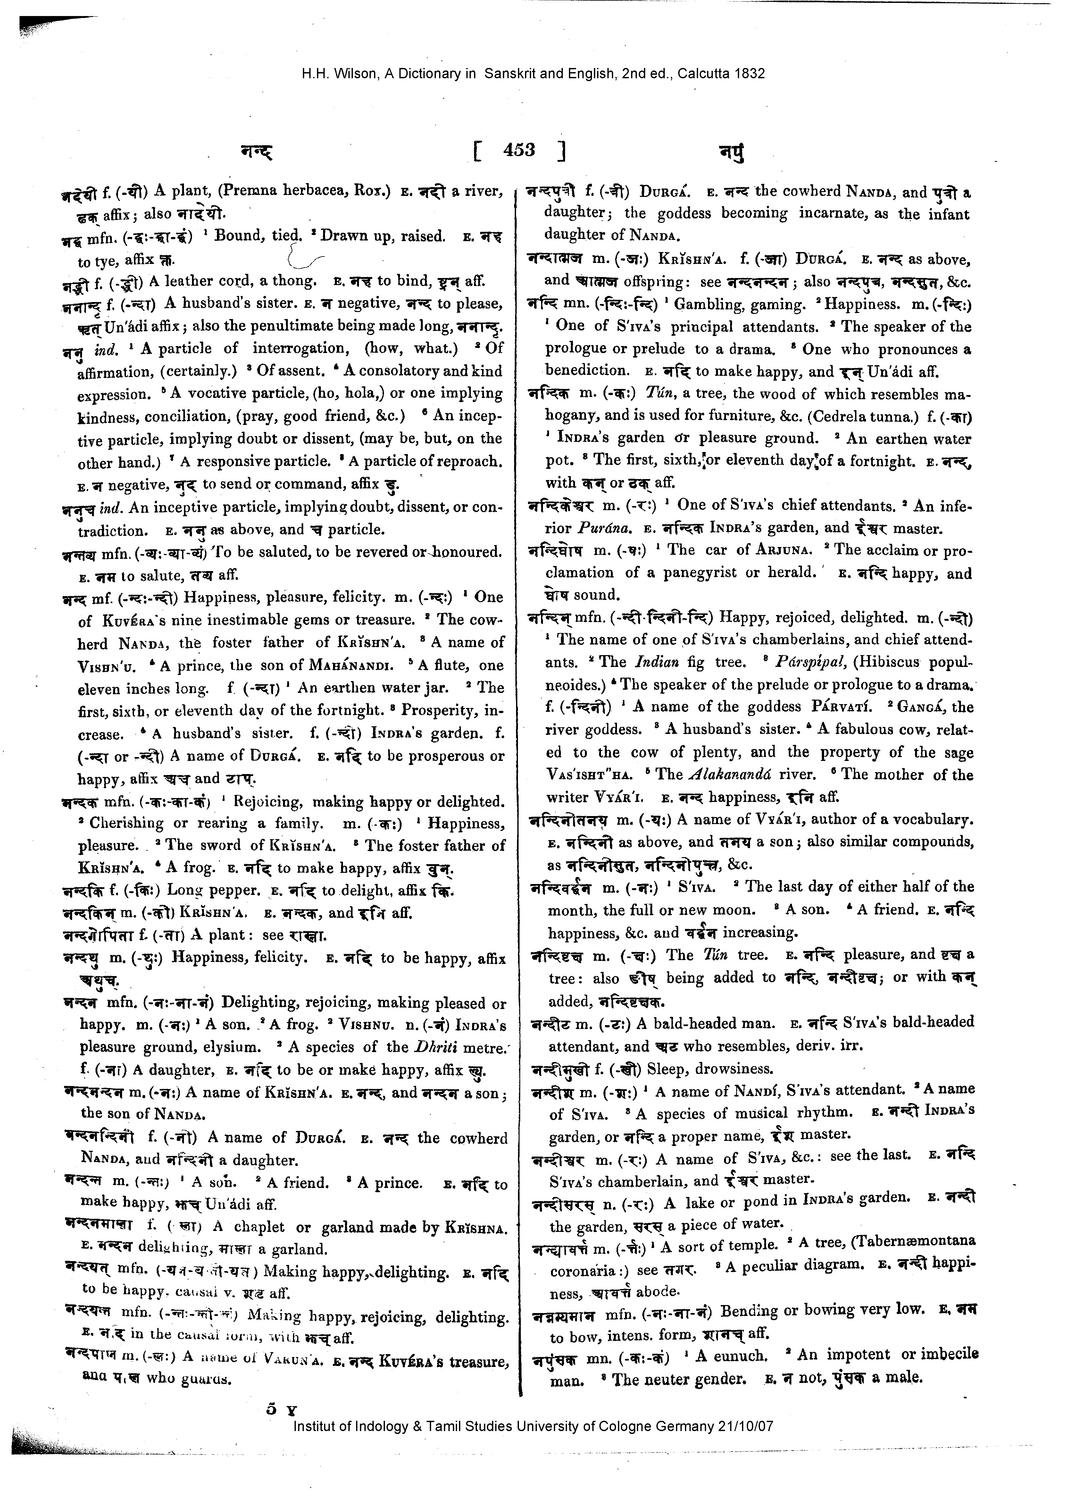 H.H. Wilson, A Dictionary in Sanskrit and English, 2nd ed., Calcutta 1832
नन्द
[ 453 ]
नपुं
नदेयी f. (-यी) A plant, (Premna herbacea, Rox.) E. नदी a river,
ढक् affix; also नादेयी.
नद्ध mfn. (-द्धः-द्धा-द्धं) ¹ Bound, tied. ² Drawn up, raised. E. नह
to tye, affix क्त.
नद्ध्री f. (-द्ध्री) A leather cord, a thong. E. नह to bind, ष्ट्रन् aff.
ननान्दृ f. (-न्दा) A husband's sister. E. न negative, नन्द to please,
ऋन् Un'ádi affix; also the penultimate being made long, ननान्दृ.
ननु ind. ¹ A particle of interrogation, (how, what.) ² Of
affirmation, (certainly.) ³ Of assent. ⁴ A consolatory and kind
expression. ⁵ A vocative particle, (ho, hola,) or one implying
kindness, conciliation, (pray, good friend, &c.) ⁶ An incep-
tive particle, implying doubt or dissent, (may be, but, on the
other hand.) ⁷ A responsive particle. ⁸ A particle of reproach.
E. न negative, नुद to send or command, affix डु.
ननुच ind. An inceptive particle, implying doubt, dissent, or con-
tradiction. E. ननु as above, and च particle.
नन्तव्य mfn. (-व्यः-व्या-व्यं) To be saluted, to be revered or honoured.
E. नम to salute, तव्य aff.
नन्द mf. (-न्दः-न्दी) Happiness, pleasure, felicity. m. (-न्दः) ¹ One
of KUVÉRA's nine inestimable gems or treasure. ² The cow-
herd NANDA, the foster father of KRĬSHN'A. ³ A name of
VISHN'U. ⁴ A prince, the son of MAHÁNANDI. ⁵ A flute, one
eleven inches long. f. (-न्दा) ¹ An earthen water jar. ² The
first, sixth, or eleventh day of the fortnight. ³ Prosperity, in-
crease. ⁴ A husband's sister. f. (-न्दी) INDRA's garden. f.
(-न्दा or -न्दी) A name of DURGÁ. E. नदि to be prosperous or
happy, affix अच् and टाप्.
नन्दक mfn. (-कः-का-कं) ¹ Rejoicing, making happy or delighted.
² Cherishing or rearing a family. m. (-कः) ¹ Happiness,
pleasure. ² The sword of KRĬSHN'A. ³ The foster father of
KRĬSHN'A. ⁴ A frog. E. नदि to make happy, affix वुन्.
नन्दकि f. (-किः) Long pepper. E. नदि to delight, affix कि.
नन्दकिन् m. (-की) KRĬSHN'A. E. नन्दक, and इनि aff.
नन्दगोपिता f. (-ता) A plant: see रास्ना.
नन्दथु m. (-थुः) Happiness, felicity. E. नदि to be happy, affix
अथुच्.
नन्दन mfn. (-नः-ना-नं) Delighting, rejoicing, making pleased or
happy. m. (-नः) ¹ A son. ² A frog. ² VISHNU. n. (-नं) INDRA's
pleasure ground, elysium. ³ A species of the Dhriti metre.
f. (-ना) A daughter, E. नदि to be or make happy, affix ल्यु.
नन्दनन्दन m. (-नः) A name of KRĬSHN'A. E. नन्द, and नन्दन a son;
the son of NANDA.
नन्दनन्दिनी f. (-नी) A name of DURGÁ. E. नन्द the cowherd
NANDA, and नन्दिनी a daughter.
नन्दन्त m. (-न्तः) ¹ A son. ² A friend. ³ A prince. E. नदि to
make happy, झच् Un'ádi aff.
नन्दनमाला f. (-ला) A chaplet or garland made by KRĬSHNA.
E. नन्दन delighting, माला a garland.
नन्दयत् mfn. (-यन्-यन्ती-यत्) Making happy, delighting. E. नदि
to be happy. causal v. शतृ aff.
नन्दयन्त mfn. (-न्तः-न्ती-न्तं) Making happy, rejoicing, delighting.
E. नन्द in the causal form, with झच् aff.
नन्दपाल m. (-लः) A name of VARUN'A. E. नन्द KUVÉRA's treasure,
and पाल who guards.
नन्दपुत्री f. (-त्री) DURGÁ. E. नन्द the cowherd NANDA, and पुत्री a
daughter; the goddess becoming incarnate, as the infant
daughter of NANDA.
नन्दात्मज m. (-जः) KRĬSHN'A. f. (-जा) DURGÁ. E. नन्द as above,
and आत्मज offspring: see नन्दनन्दन; also नन्दपुत्र, नन्दसुत, &c.
नन्दि mn. (-न्दिः-न्दि) ¹ Gambling, gaming. ² Happiness. m. (-न्दिः)
¹ One of S'IVA's principal attendants. ² The speaker of the
prologue or prelude to a drama. ³ One who pronounces a
benediction. E. नदि to make happy, and इन् Un'ádi aff.
नन्दिक m. (-कः) Tún, a tree, the wood of which resembles ma-
hogany, and is used for furniture, &c. (Cedrela tunna.) f. (-का)
¹ INDRA's garden or pleasure ground. ² An earthen water
pot. ³ The first, sixth, or eleventh day of a fortnight. E. नन्द,
with कन् or ठक् aff.
नन्दिकेश्वर m. (-रः) ¹ One of S'IVA's chief attendants. ² An infe-
rior Purána. E. नन्दिक INDRA's garden, and ईश्वर master.
नन्दिघोष m. (-षः) ¹ The car of ARJUNA. ² The acclaim or pro-
clamation of a panegyrist or herald. E. नन्दि happy, and
घोष sound.
नन्दिन् mfn. (-न्दी-न्दिनी-न्दि) Happy, rejoiced, delighted. m. (-न्दी)
¹ The name of one of S'IVA's chamberlains, and chief attend-
ants. ² The Indian fig tree. ³ Párspípal, (Hibiscus popul-
neoides.) ⁴ The speaker of the prelude or prologue to a drama.
f. (-न्दिनी) ¹ A name of the goddess PÁRVATÍ. ² GANGÁ, the
river goddess. ³ A husband's sister. ⁴ A fabulous cow, relat-
ed to the cow of plenty, and the property of the sage
VAS'ISHT"HA. ⁵ The Alakanandá river. ⁶ The mother of the
writer VYÁR'I. E. नन्द happiness, इनि aff.
नन्दिनीतनय m. (-यः) A name of VYÁR'I, author of a vocabulary.
E. नन्दिनी as above, and तनय a son; also similar compounds,
as नन्दिनीसुत, नन्दिनीपुत्त्र, &c.
नन्दिवर्द्धन m. (-नः) ¹ S'IVA. ² The last day of either half of the
month, the full or new moon. ³ A son. ⁴ A friend. E. नन्दि
happiness, &c. and वर्द्धन increasing.
नन्दिवृक्ष m. (-क्षः) The Tún tree. E. नन्दि pleasure, and वृक्ष a
tree: also ङीष् being added to नन्दि, नन्दीवृक्ष; or with कन्
added, नन्दिवृक्षक.
नन्दीट m. (-टः) A bald-headed man. E. नन्दि S'IVA's bald-headed
attendant, and अट who resembles, deriv. irr.
नन्दीमुखी f. (-खी) Sleep, drowsiness.
नन्दीश m. (-शः) ¹ A name of NANDÍ, S'IVA's attendant. ² A name
of S'IVA. ³ A species of musical rhythm. E. नन्दी INDRA's
garden, or नन्दि a proper name, ईश master.
नन्दीश्वर m. (-रः) A name of S'IVA, &c.: see the last. E. नन्दि
S'IVA's chamberlain, and ईश्वर master.
नन्दीसरस् n. (-रः) A lake or pond in INDRA's garden. E. नन्दी
the garden, सरस् a piece of water.
नन्द्यावर्त्त m. (-र्त्तः) ¹ A sort of temple. ² A tree, (Tabernæmontana
coronaria:) see तगर. ³ A peculiar diagram. E. नन्दी happi-
ness, आवर्त्त abode.
नन्नम्यमान mfn. (-नः-ना-नं) Bending or bowing very low. E. नम
to bow, intens. form, शानच् aff.
नपुंसक mn. (-कः-कं) ¹ A eunuch. ² An impotent or imbecile
man. ³ The neuter gender. E. न not, पुंसक a male.
5 Y
Institut of Indology & Tamil Studies University of Cologne Germany 21/10/07